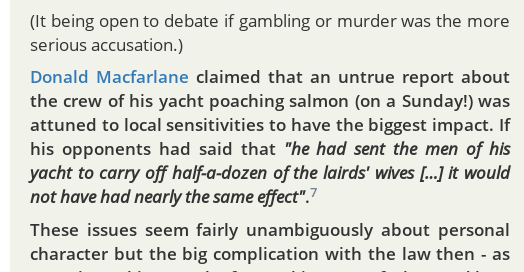 (It being open to debate if gambling or murder was the more
serious accusation.)
Donald Macfarlane claimed that an untrue report about
the crew of his yacht poaching salmon (on a Sunday!) was
attuned to local sensitivities to have the biggest impact. If
his opponents had said that "he had sent the men of his
yacht to carry off half-a-dozen of the lairds' wives [...] it would
not have had nearly the same effect".7
These issues seem fairly unambiguously about personal
character but the big complication with the law then - as